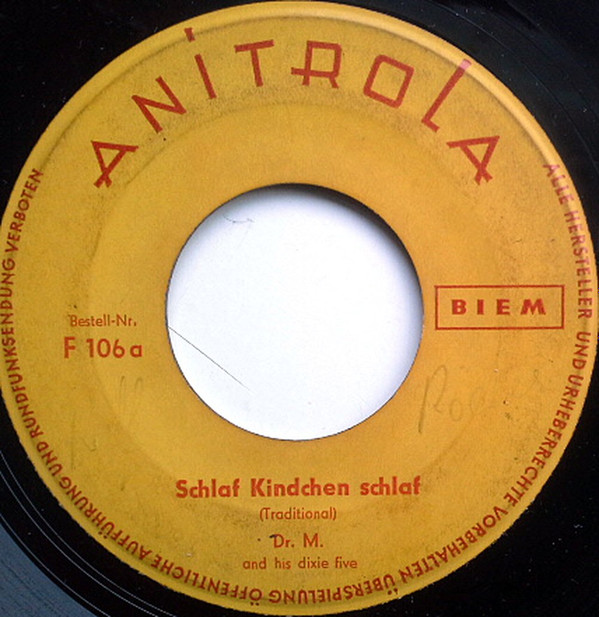 ANITROLA
Bestell-Nr.
F 106 a
BIEM
Schlaf Kindchen schlaf
(Traditional)
Dr. M.
and his dixie five
ALLE HERSTELLER UND URHEBERRECHTE VORBEHALTEN ÜBERSPIELUNG ÖFFENTLICHE AUFFÜHRUNG UND RUNDFUNKSENDUNG VERBOTEN